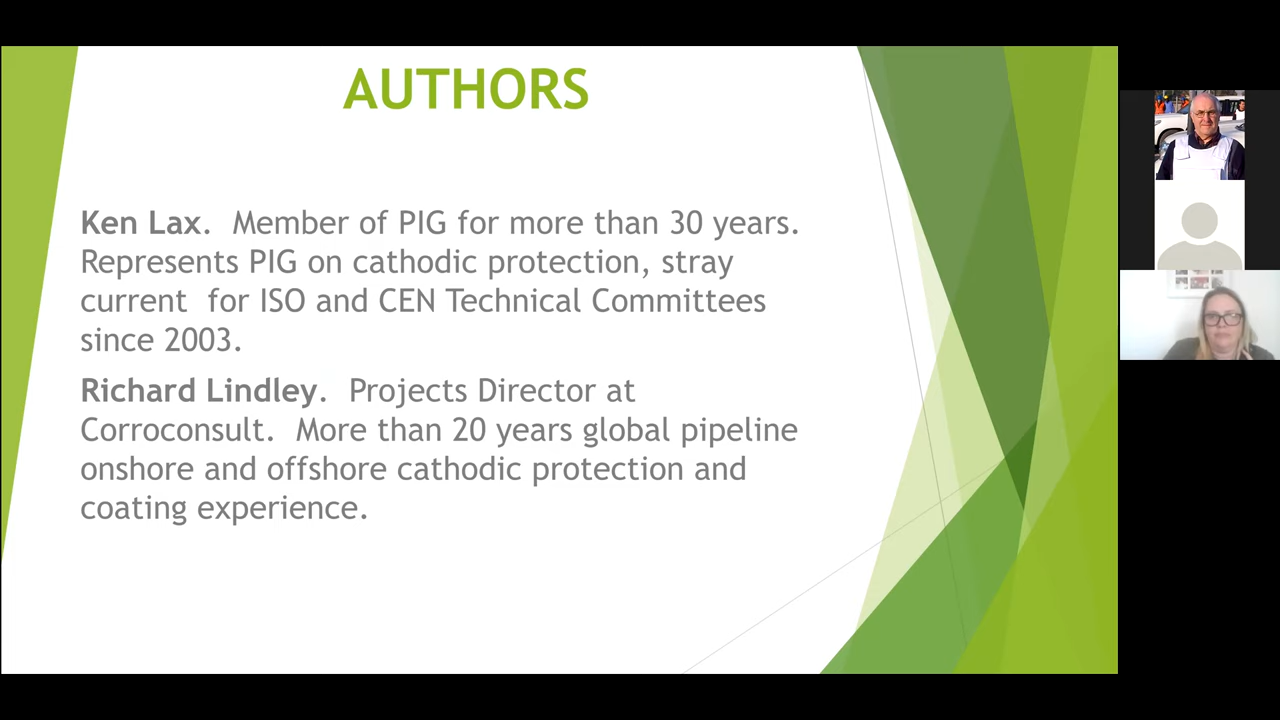 AUTHORS
Ken Lax.  Member of PIG for more than 30 years.
Represents PIG on cathodic protection, stray
current  for ISO and CEN Technical Committees
since 2003.
Richard Lindley.  Projects Director at
Corroconsult.  More than 20 years global pipeline
onshore and offshore cathodic protection and
coating experience.